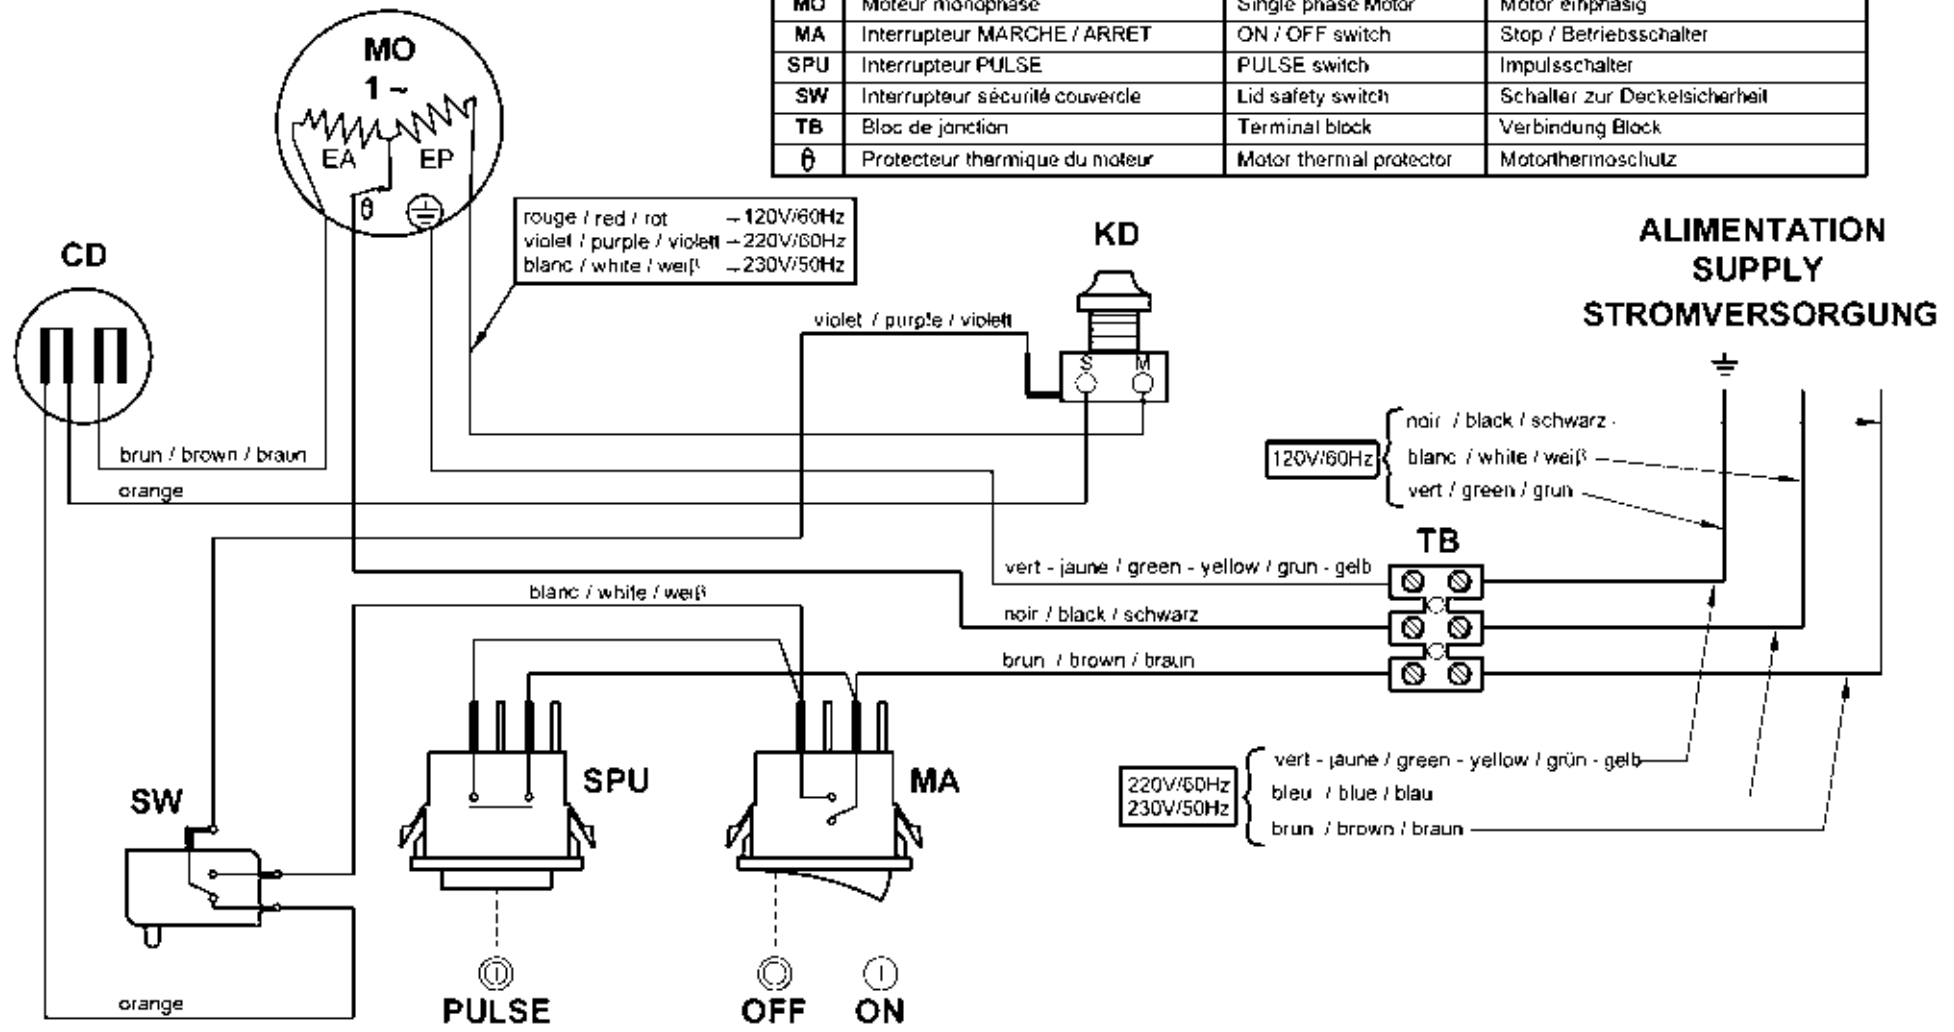 MO Moteur monophase Single phase Motor Motor einphasig
MA Interrupteur MARCHE / ARRET ON / OFF switch Stop / Betriebsschalter
SPU Interrupteur PULSE PULSE switch Impulsschalter
SW Interrupteur sécurité couvercle Lid safety switch Schalter zur Deckelsicherheit
TB Bloc de jonction Terminal block Verbindung Block
θ Protecteur thermique du moteur Motor thermal protector Motorthermoschutz
MO
1 ~
EA EP
θ
rouge / red / rot ~ 120V/60Hz
violet / purple / violett ~ 220V/60Hz
blanc / white / weiß ~ 230V/50Hz
CD
KD
S M
violet / purple / violett
ALIMENTATION
SUPPLY
STROMVERSORGUNG
120V/60Hz
noir / black / schwarz
blanc / white / weiß
vert / green / grun
brun / brown / braun
orange
TB
vert - jaune / green - yellow / grun - gelb
blanc / white / weiß
noir / black / schwarz
brun / brown / braun
SPU
MA
SW
220V/60Hz
230V/50Hz
vert - jaune / green - yellow / grün - gelb
bleu / blue / blau
brun / brown / braun
orange
PULSE
OFF
ON